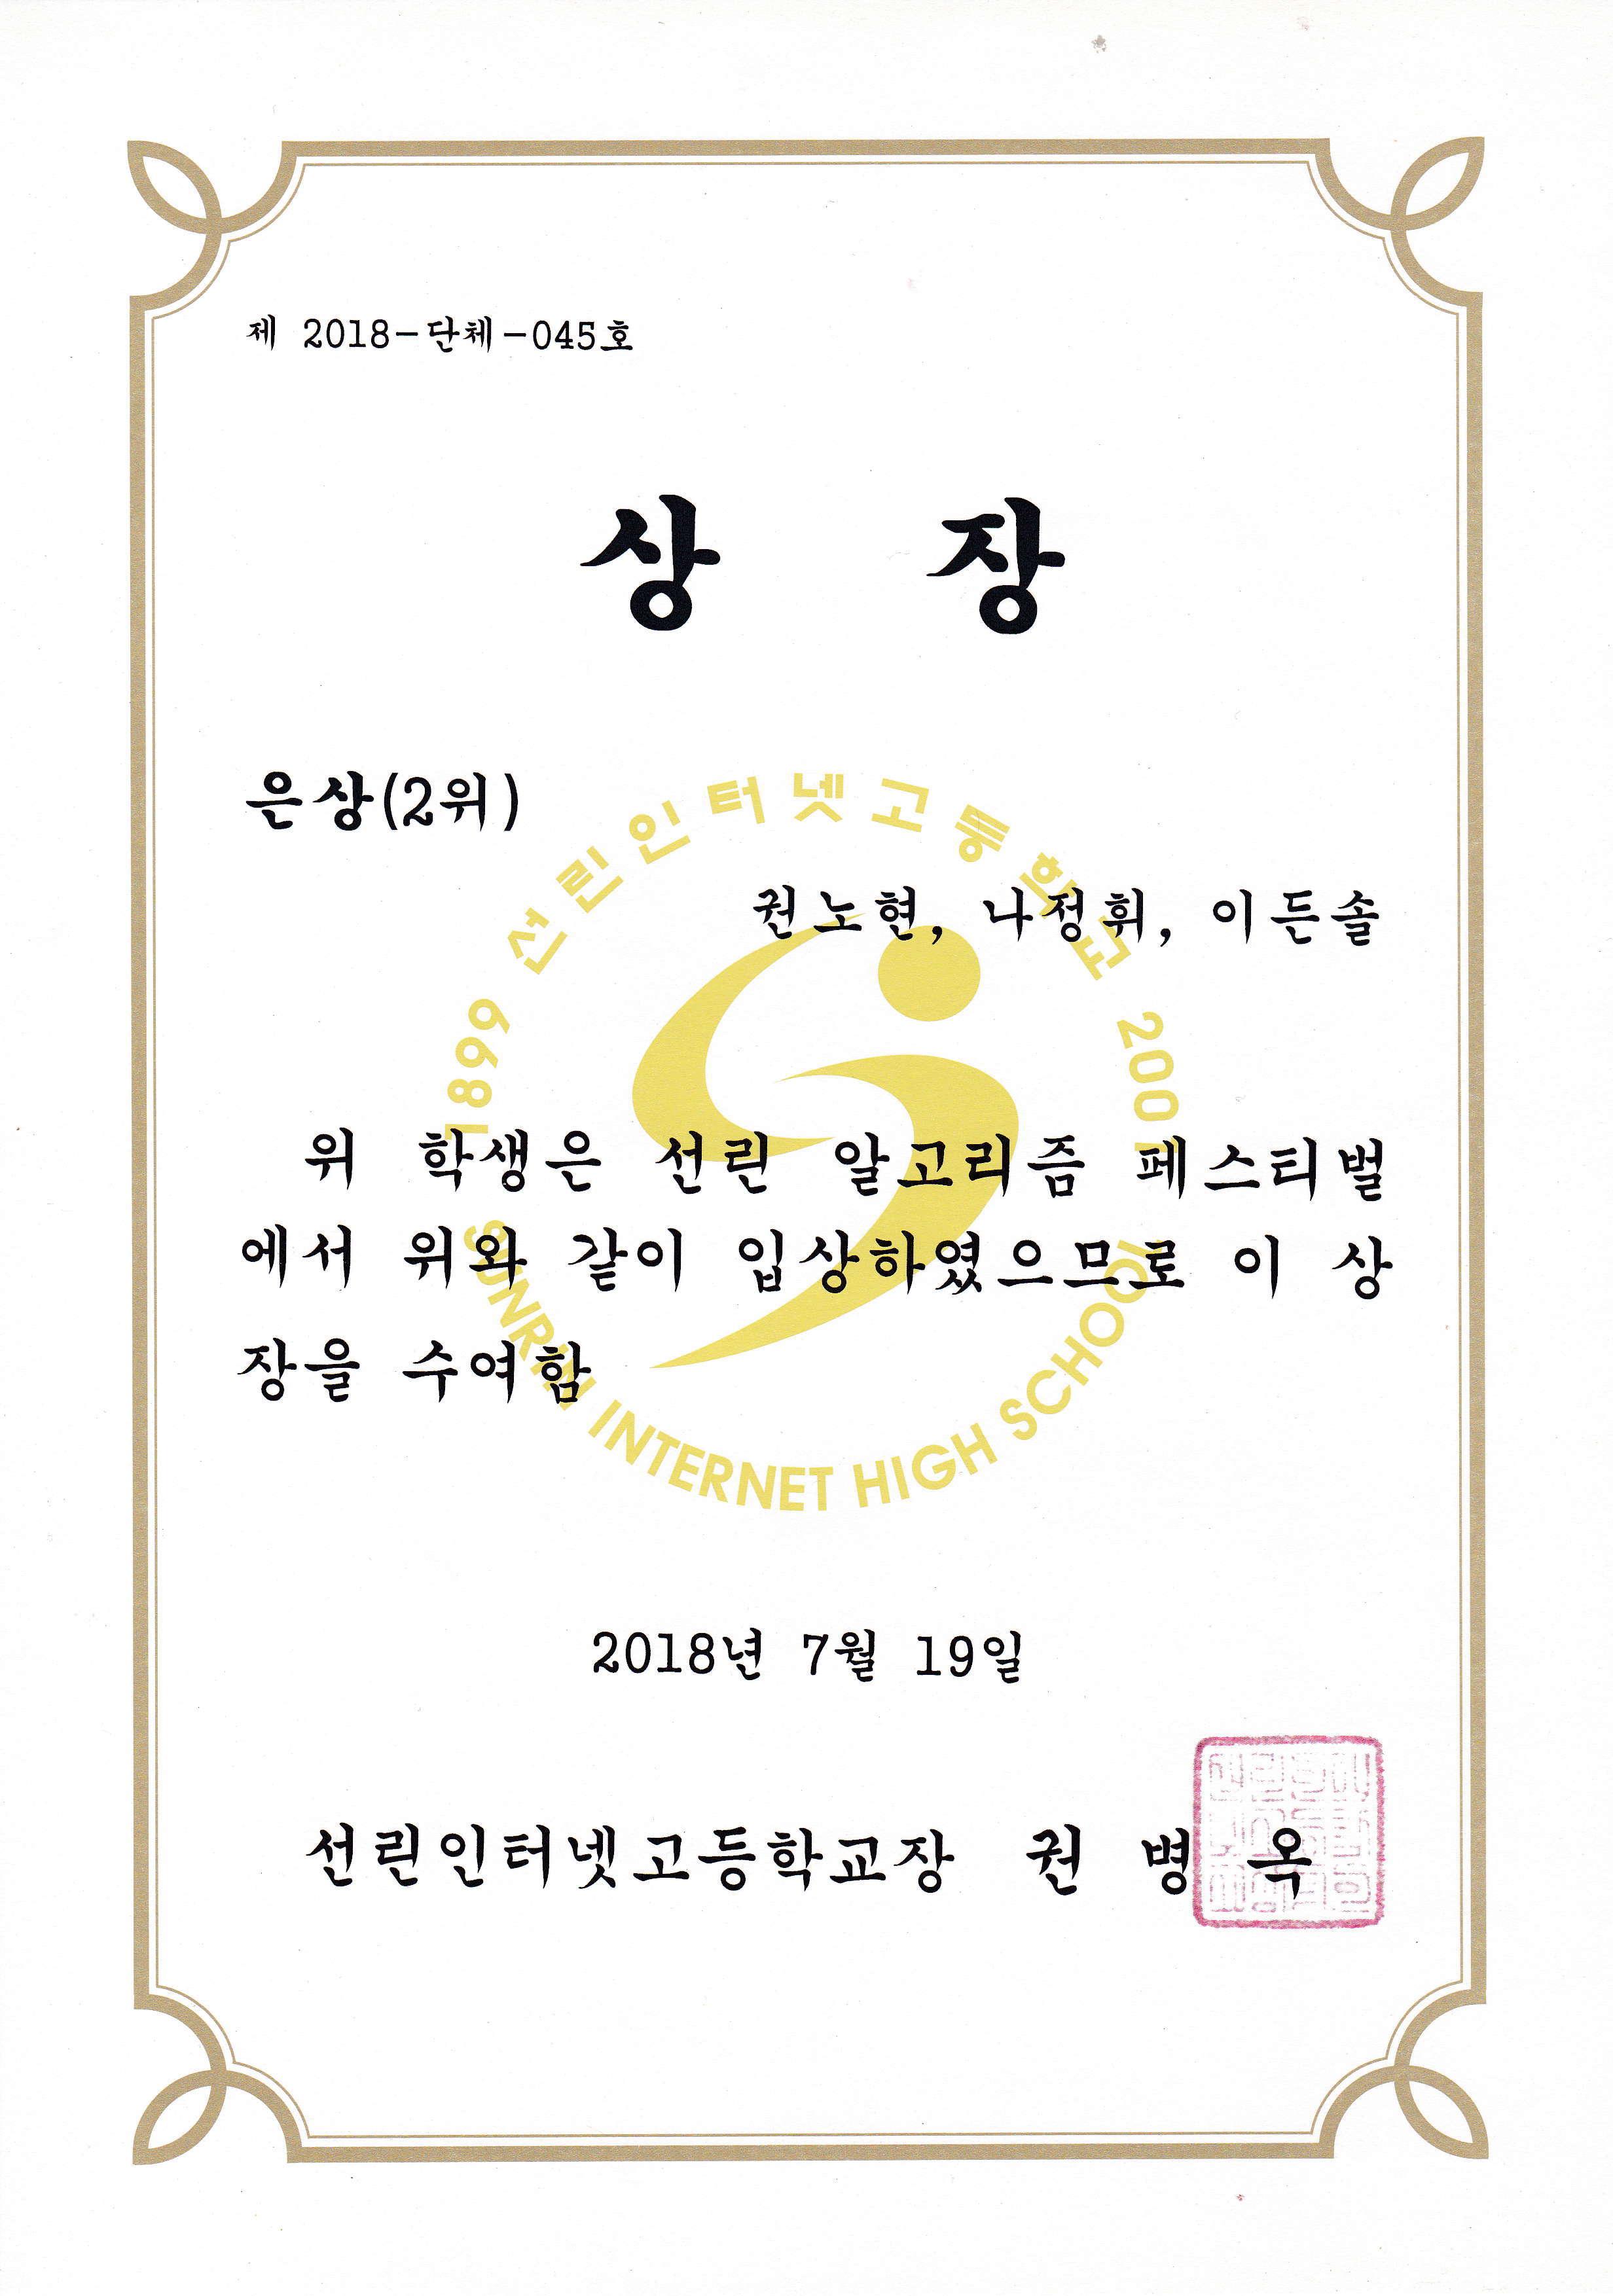 제 2018-단체-045호
상 장
은상(2위)
권노현, 나정휘, 이든솔
1899 선린인터넷고등학교 2001
위 학생은 선린 알고리즘 페스티벌
에서 위와 같이 입상하였으므로 이 상
장을 수여함
SUNRIN INTERNET HIGH SCHOOL
2018년 7월 19일
선린인터넷고등학교장 권 병 옥